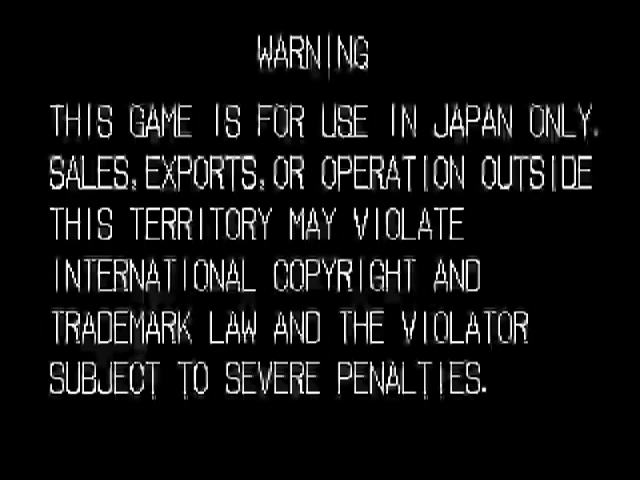 WARNING
THIS GAME IS FOR USE IN JAPAN ONLY.
SALES, EXPORTS, OR OPERATION OUTSIDE
THIS TERRITORY MAY VIOLATE
INTERNATIONAL COPYRIGHT AND
TRADEMARK LAW AND THE VIOLATOR
SUBJECT TO SEVERE PENALTIES.